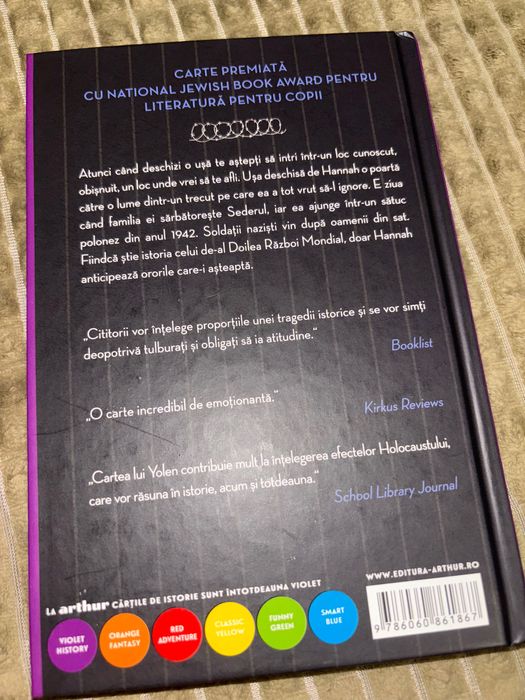 CARTE PREMIATĂ
CU NATIONAL JEWISH BOOK AWARD PENTRU
LITERATURĂ PENTRU COPII
Atunci când deschizi o ușă te aștepți să intri într-un loc cunoscut,
obișnuit, un loc unde vrei să te afli. Ușa deschisă de Hannah o poartă
către o lume dintr-un trecut pe care ea a tot vrut să-l ignore. E ziua
când familia ei sărbătorește Sederul, iar ea ajunge într-un sătuc
polonez din anul 1942. Soldații naziști vin după oamenii din sat.
Fiindcă știe istoria celui de-al Doilea Război Mondial, doar Hannah
anticipează ororile care-i așteaptă.
„Cititorii vor înțelege proporțiile unei tragedii istorice și se vor simți
deopotrivă tulburați și obligați să ia atitudine.“
Booklist
„O carte incredibil de emoționantă.“
Kirkus Reviews
„Cartea lui Yolen contribuie mult la înțelegerea efectelor Holocaustului,
care vor răsuna în istorie, acum și totdeauna.“
School Library Journal
WWW.EDITURA-ARTHUR.RO
LA arthur CĂRȚILE DE ISTORIE SUNT ÎNTOTDEAUNA VIOLET
VIOLET
HISTORY
ORANGE
FANTASY
RED
ADVENTURE
CLASSIC
YELLOW
FUNNY
GREEN
SMART
BLUE
9 786060 861867